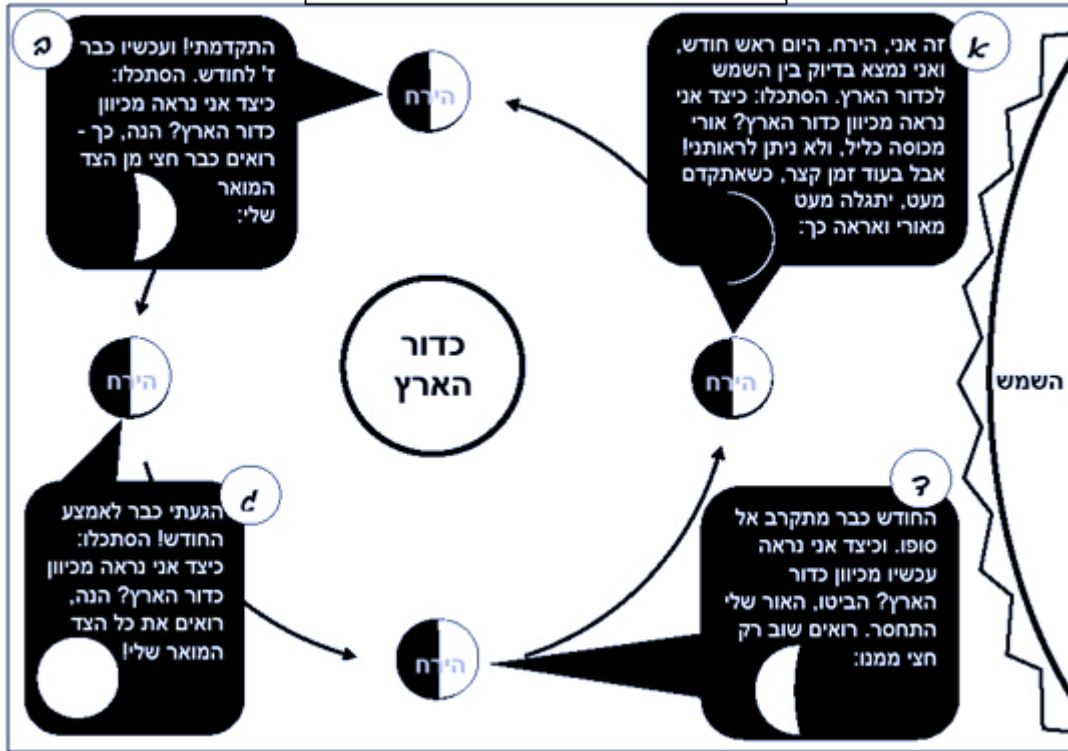 א
זה אני, הירח. היום ראש חודש,
ואני נמצא בדיוק בין השמש
לכדור הארץ. הסתכלו: כיצד אני
נראה מכיוון כדור הארץ? אורי
מכוסה כליל, ולא ניתן לראותני!
אבל בעוד זמן קצר, כשאתקדם
מעט, יתגלה מעט
מאורי ואראה כך:
ב
התקדמתי! ועכשיו כבר
ז' לחודש. הסתכלו:
כיצד אני נראה מכיוון
כדור הארץ? הנה, כך -
רואים כבר חצי מן הצד
המואר
שלי:
הירח
הירח
כדור
הארץ
הירח
השמש
ג
הגעתי כבר לאמצע
החודש! הסתכלו:
כיצד אני נראה מכיוון
כדור הארץ? הנה,
רואים את כל הצד
המואר שלי!
ד
החודש כבר מתקרב אל
סופו. וכיצד אני נראה
עכשיו מכיוון כדור
הארץ? הביטו, האור שלי
התחסר. רואים שוב רק
חצי ממנו:
הירח